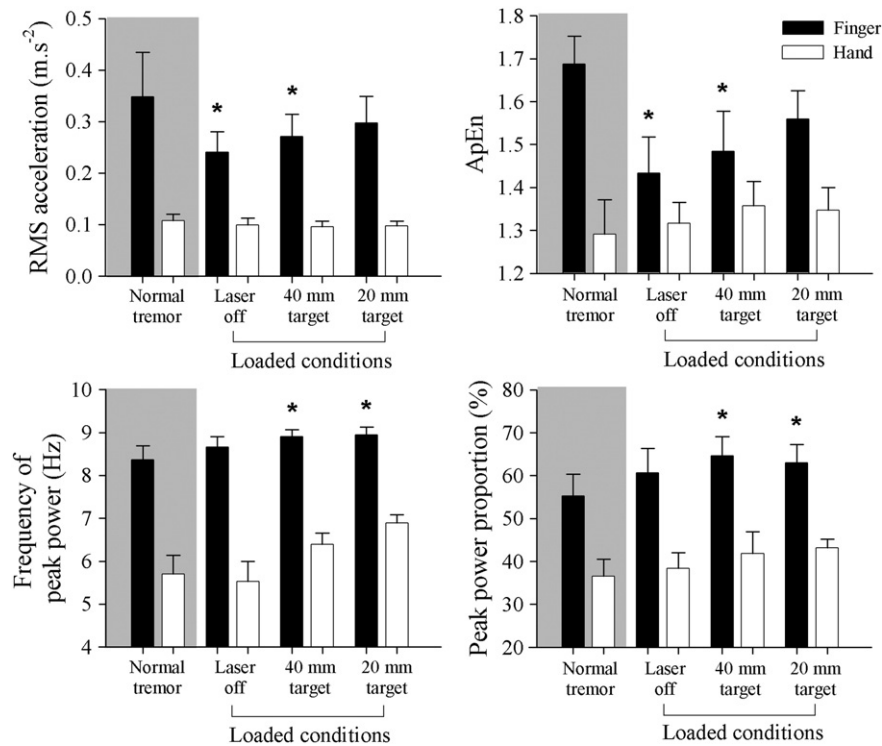 RMS acceleration (m.s-2)
0.5
0.4
0.3
0.2
0.1
0.0
* *
Normal tremor
Laser off
40 mm target
20 mm target
Loaded conditions
ApEn
1.8
1.7
1.6
1.5
1.4
1.3
1.2
* *
Finger
Hand
Normal tremor
Laser off
40 mm target
20 mm target
Loaded conditions
Frequency of
peak power (Hz)
10
9
8
7
6
5
4
* *
Normal tremor
Laser off
40 mm target
20 mm target
Loaded conditions
Peak power proportion (%)
80
70
60
50
40
30
20
* *
Normal tremor
Laser off
40 mm target
20 mm target
Loaded conditions